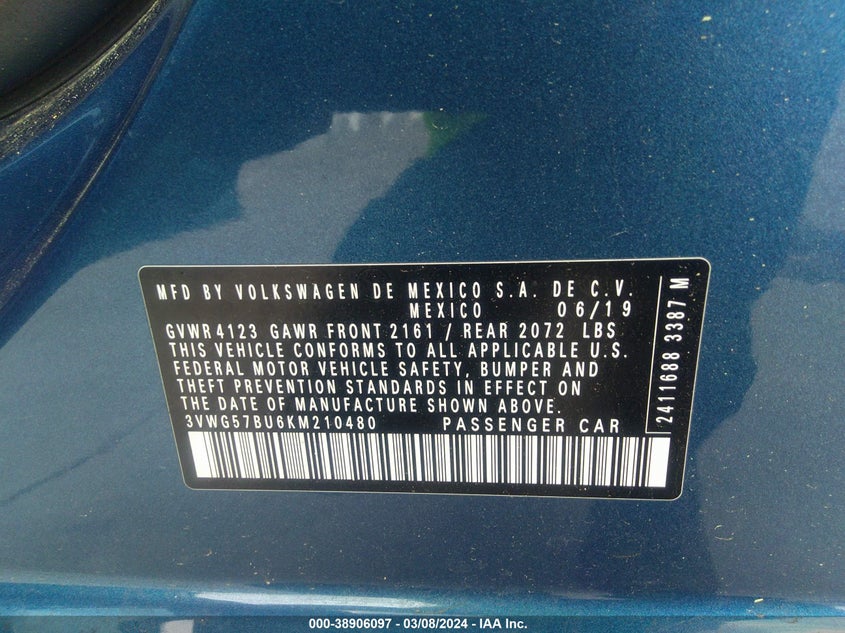 MFD BY VOLKSWAGEN DE MEXICO S.A. DE C.V.
MEXICO 06/19
GVWR 4123 GAWR FRONT 2161 / REAR 2072 LBS
THIS VEHICLE CONFORMS TO ALL APPLICABLE U.S.
FEDERAL MOTOR VEHICLE SAFETY, BUMPER AND
THEFT PREVENTION STANDARDS IN EFFECT ON
THE DATE OF MANUFACTURE SHOWN ABOVE.
3VWG57BU6KM210480 PASSENGER CAR
2411688 3387 M
000-38906097 - 03/08/2024 - IAA Inc.